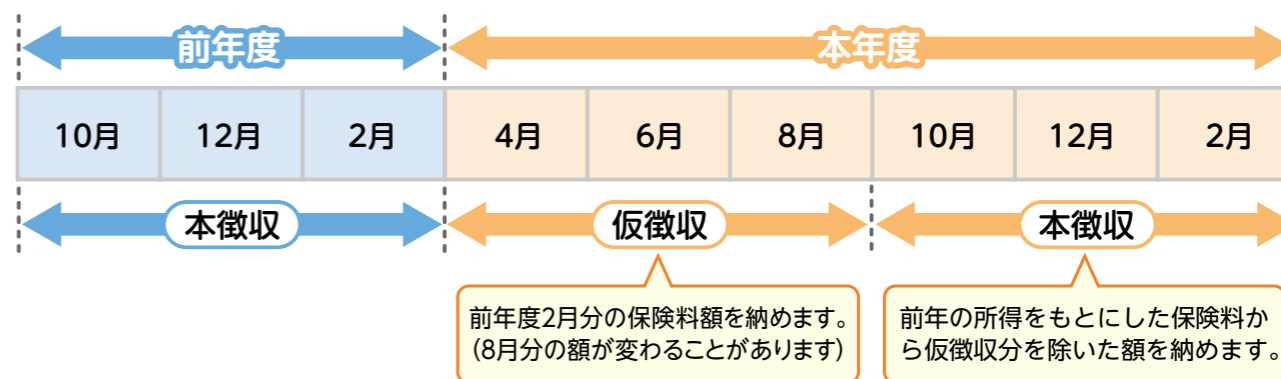 前年度
本年度
10月
12月
2月
4月
6月
8月
10月
12月
2月
本徴収
仮徴収
本徴収
前年度2月分の保険料額を納めます。
(8月分の額が変わることがあります)
前年の所得をもとにした保険料か
ら仮徴収分を除いた額を納めます。